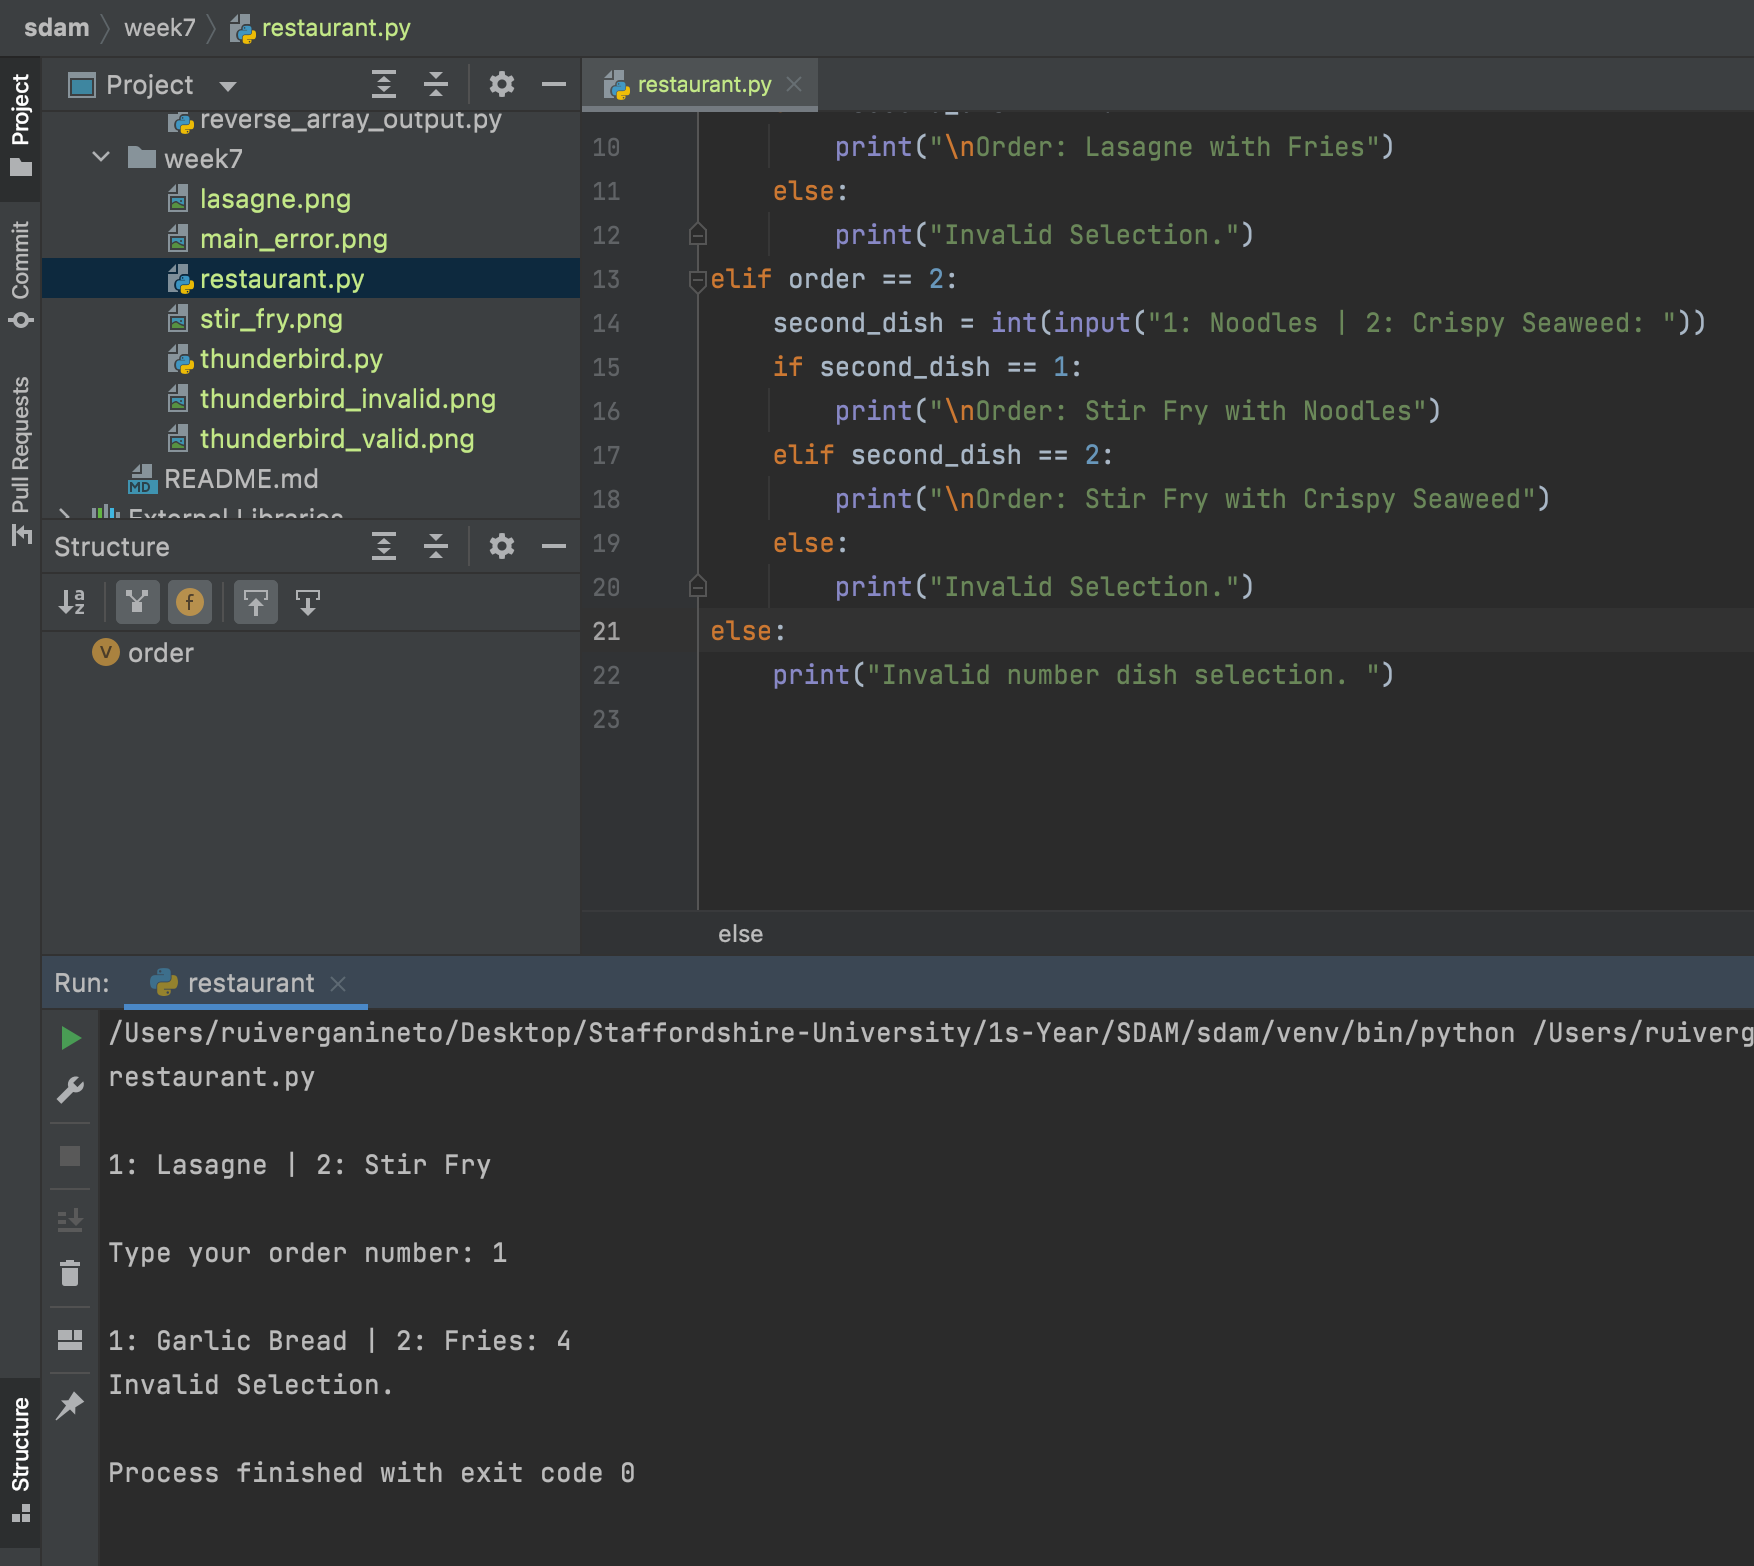 sdam week7 restaurant.py
Project
Commit
Pull Requests
Structure
Project
reverse_array_output.py
week7
lasagne.png
main_error.png
restaurant.py
stir_fry.png
thunderbird.py
thunderbird_invalid.png
thunderbird_valid.png
MD README.md
External Libraries
Structure
order
restaurant.py
10 print("\nOrder: Lasagne with Fries")
11 else:
12 print("Invalid Selection.")
13 elif order == 2:
14 second_dish = int(input("1: Noodles | 2: Crispy Seaweed: "))
15 if second_dish == 1:
16 print("\nOrder: Stir Fry with Noodles")
17 elif second_dish == 2:
18 print("\nOrder: Stir Fry with Crispy Seaweed")
19 else:
20 print("Invalid Selection.")
21 else:
22 print("Invalid number dish selection. ")
23
else
Run: restaurant
/Users/ruiverganineto/Desktop/Staffordshire-University/1s-Year/SDAM/sdam/venv/bin/python /Users/ruiverg
restaurant.py
1: Lasagne | 2: Stir Fry
Type your order number: 1
1: Garlic Bread | 2: Fries: 4
Invalid Selection.
Process finished with exit code 0